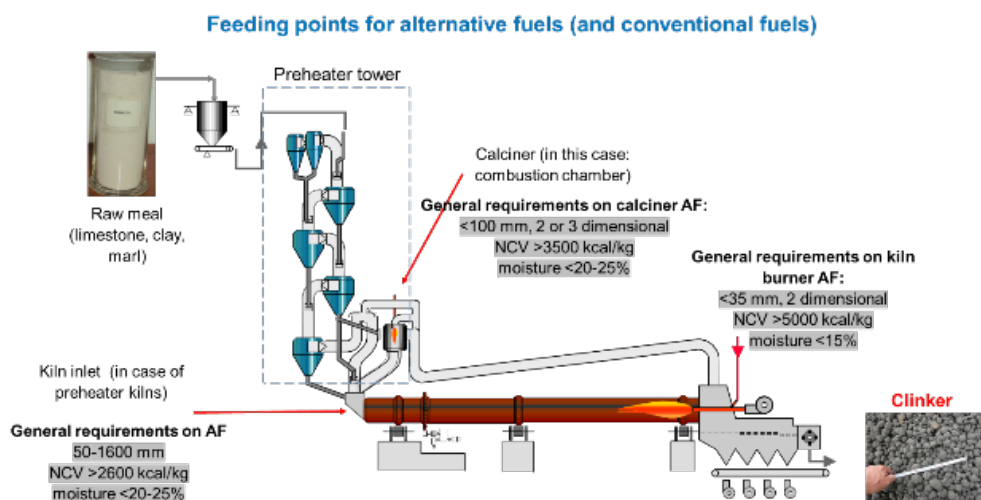 Feeding points for alternative fuels (and conventional fuels)
Preheater tower
Raw meal
(limestone, clay,
marl)
Calciner (in this case:
combustion chamber)
General requirements on calciner AF:
<100 mm, 2 or 3 dimensional
NCV >3500 kcal/kg
moisture <20-25%
General requirements on kiln
burner AF:
<35 mm, 2 dimensional
NCV >5000 kcal/kg
moisture <15%
Kiln inlet (in case of
preheater kilns)
General requirements on AF
50-1600 mm
NCV >2600 kcal/kg
moisture <20-25%
Clinker